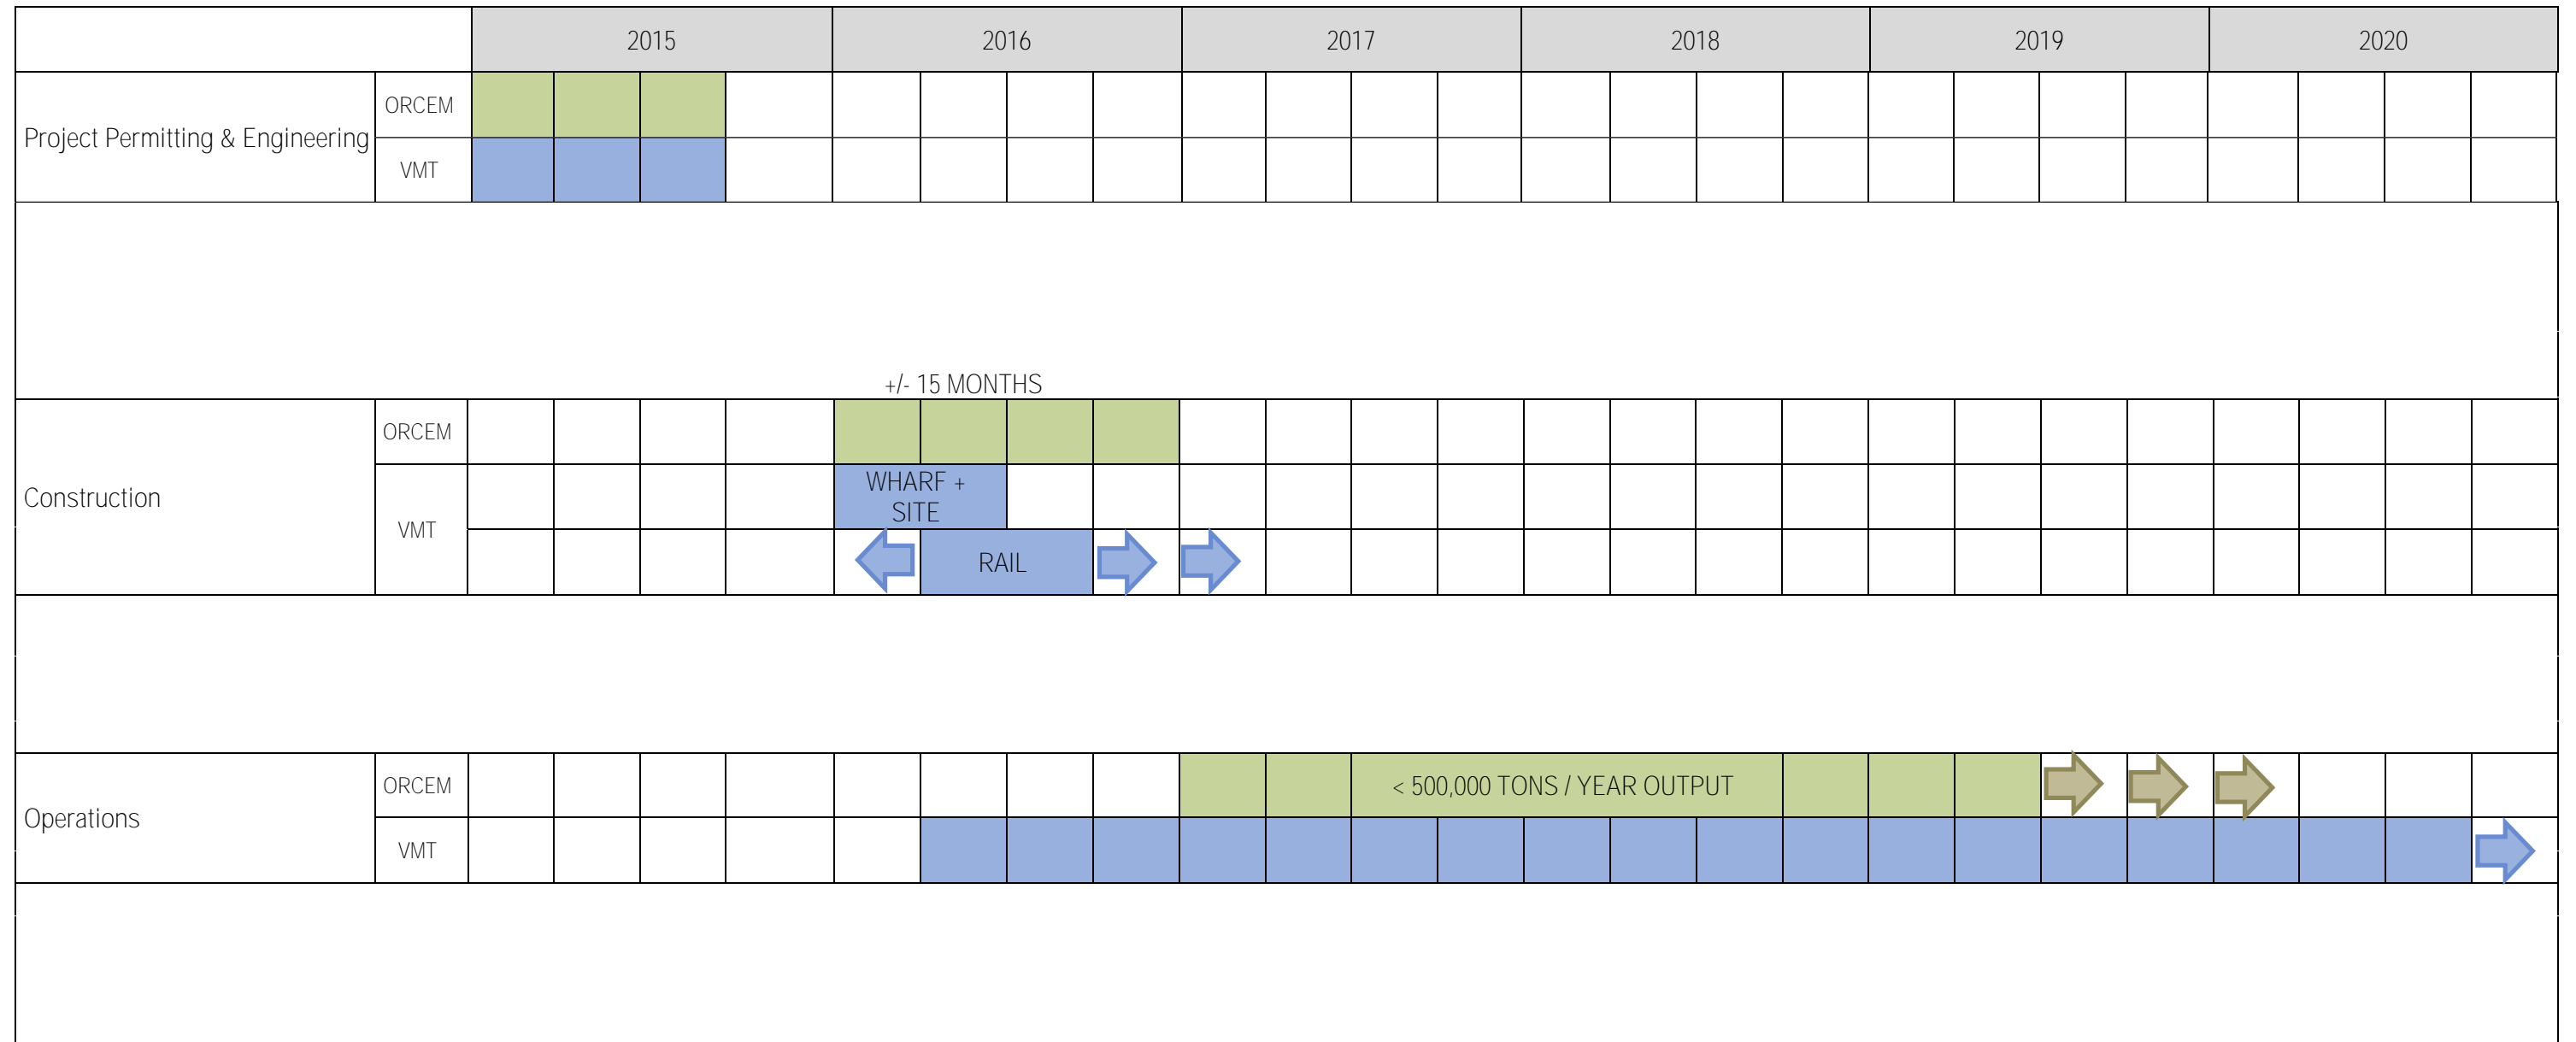 2015 2016 2017 2018 2019 2020
Project Permitting & Engineering
ORCEM
VMT
+/- 15 MONTHS
Construction
ORCEM
VMT
WHARF +
SITE
RAIL
Operations
ORCEM
< 500,000 TONS / YEAR OUTPUT
VMT